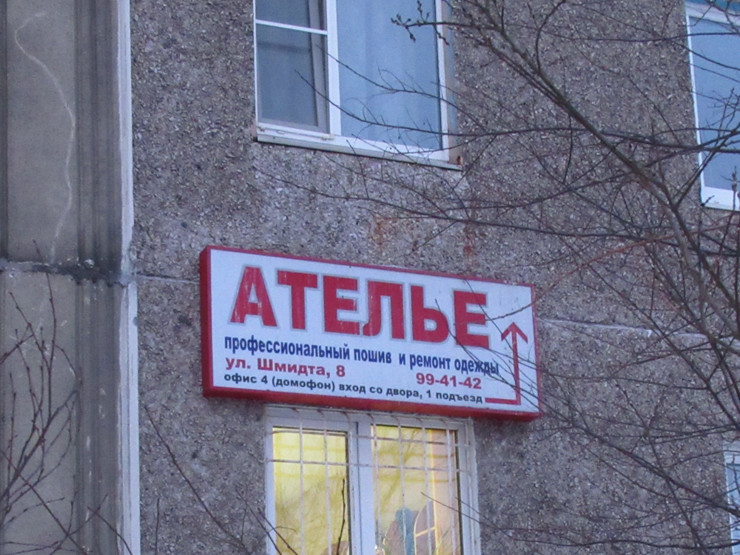 АТЕЛЬЕ
профессиональный пошив и ремонт одежды
ул. Шмидта, 8 99-41-42
офис 4 (домофон) вход со двора, 1 подъезд